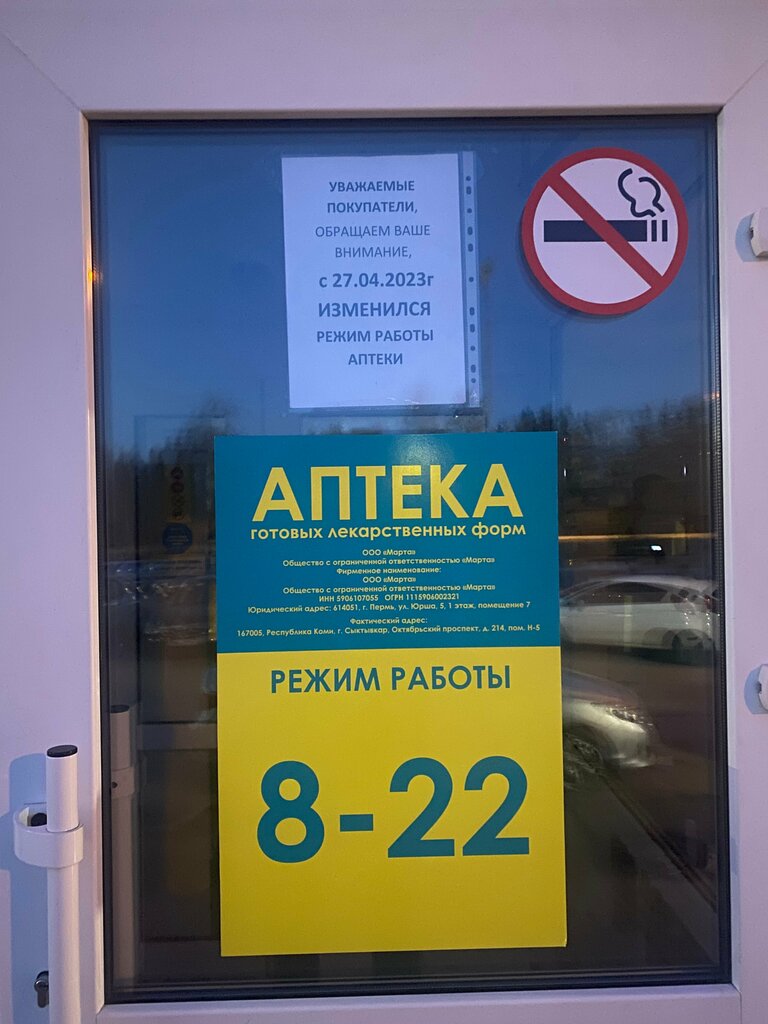 УВАЖАЕМЫЕ
ПОКУПАТЕЛИ,
ОБРАЩАЕМ ВАШЕ
ВНИМАНИЕ,
с 27.04.2023г
ИЗМЕНИЛСЯ
РЕЖИМ РАБОТЫ
АПТЕКИ
АПТЕКА
готовых лекарственных форм
ООО «Марта»
Общество с ограниченной ответственностью «Марта»
Фирменное наименование:
ООО «Марта»
Общество с ограниченной ответственностью «Марта»
ИНН 5906107055 ОГРН 1115906002321
Юридический адрес: 614051, г. Пермь, ул. Юрша, 5, 1 этаж, помещение 7
Фактический адрес:
167005, Республика Коми, г. Сыктывкар, Октябрьский проспект, д. 214, пом. Н-5
РЕЖИМ РАБОТЫ
8-22